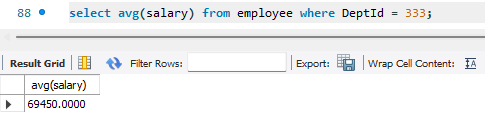 88 select avg(salary) from employee where DeptId = 333;
Result Grid Filter Rows: Export: Wrap Cell Content: IA
avg(salary)
69450.0000